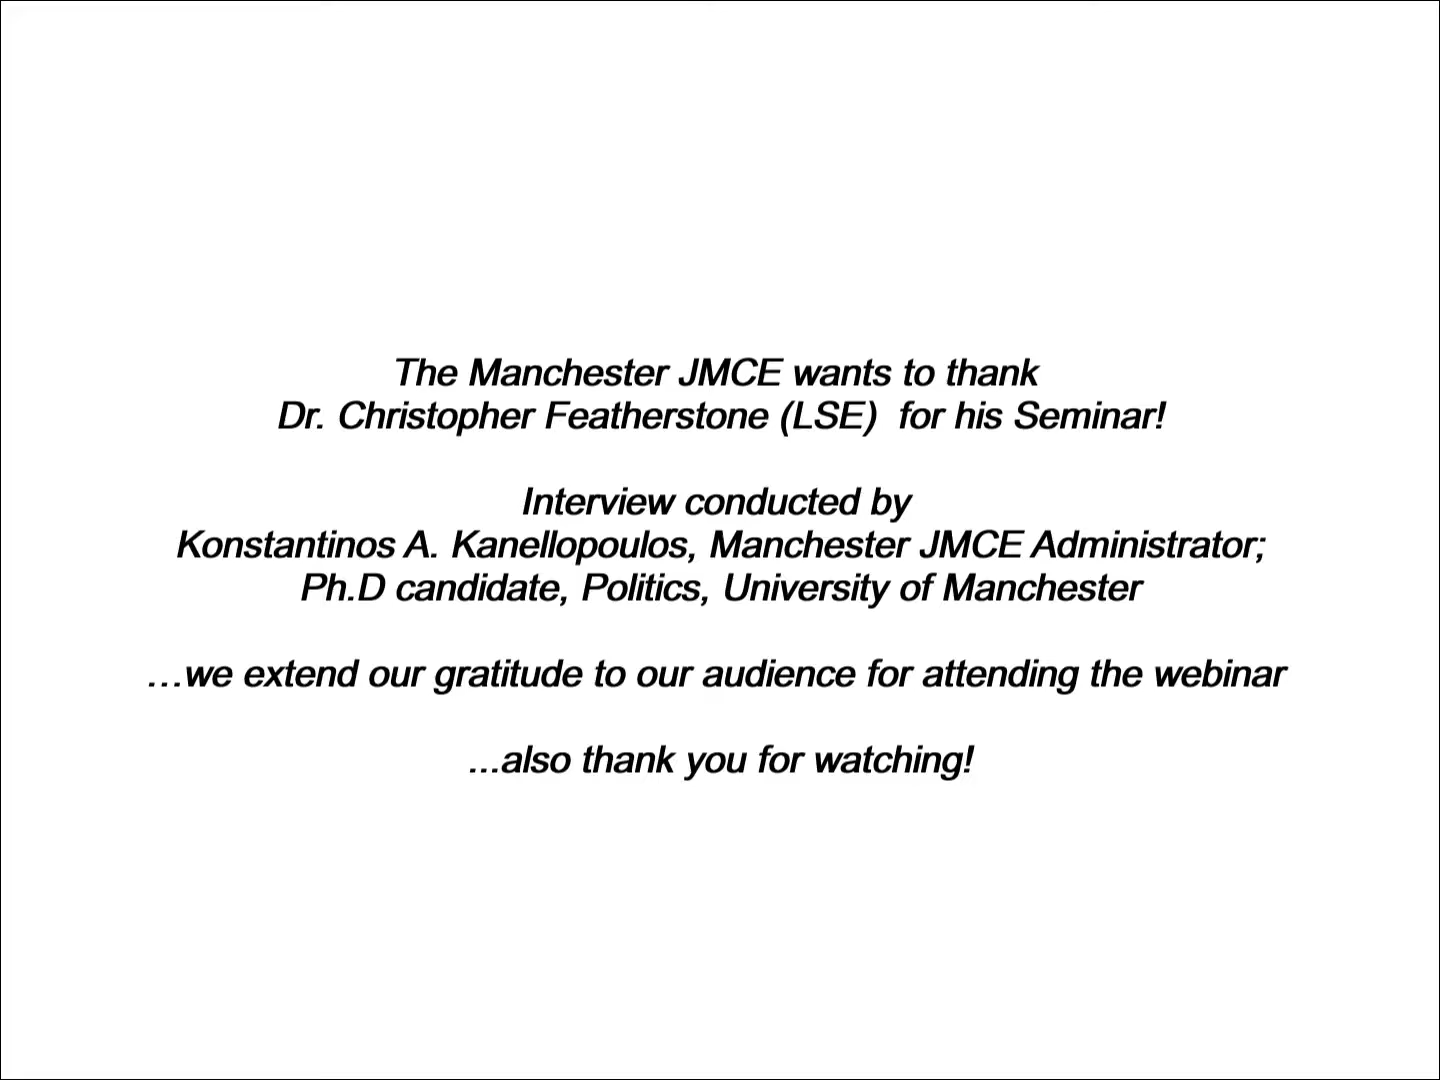 The Manchester JMCE wants to thank
Dr. Christopher Featherstone (LSE)  for his Seminar!
Interview conducted by
Konstantinos A. Kanellopoulos, Manchester JMCE Administrator;
Ph.D candidate, Politics, University of Manchester
...we extend our gratitude to our audience for attending the webinar
...also thank you for watching!